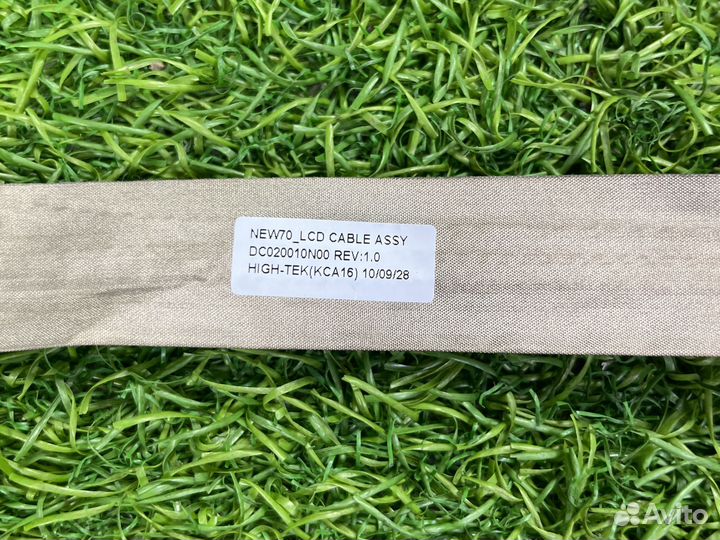 NEW70_LCD CABLE ASSY
DC020010N00 REV:1.0
HIGH-TEK(KCA16) 10/09/28
Avito